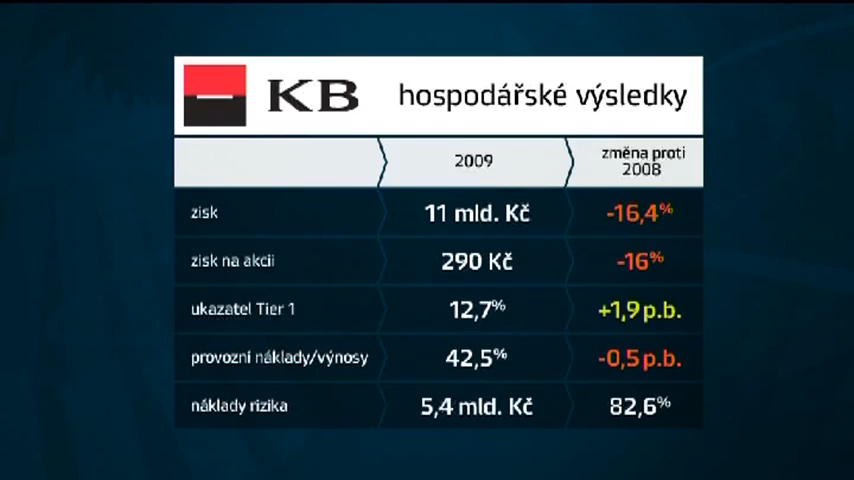 KB hospodářské výsledky
2009 změna proti
2008
zisk 11 mld. Kč -16,4%
zisk na akcii 290 Kč -16%
ukazatel Tier 1 12,7% +1,9 p.b.
provozní náklady/výnosy 42,5% -0,5 p.b.
náklady rizika 5,4 mld. Kč 82,6%